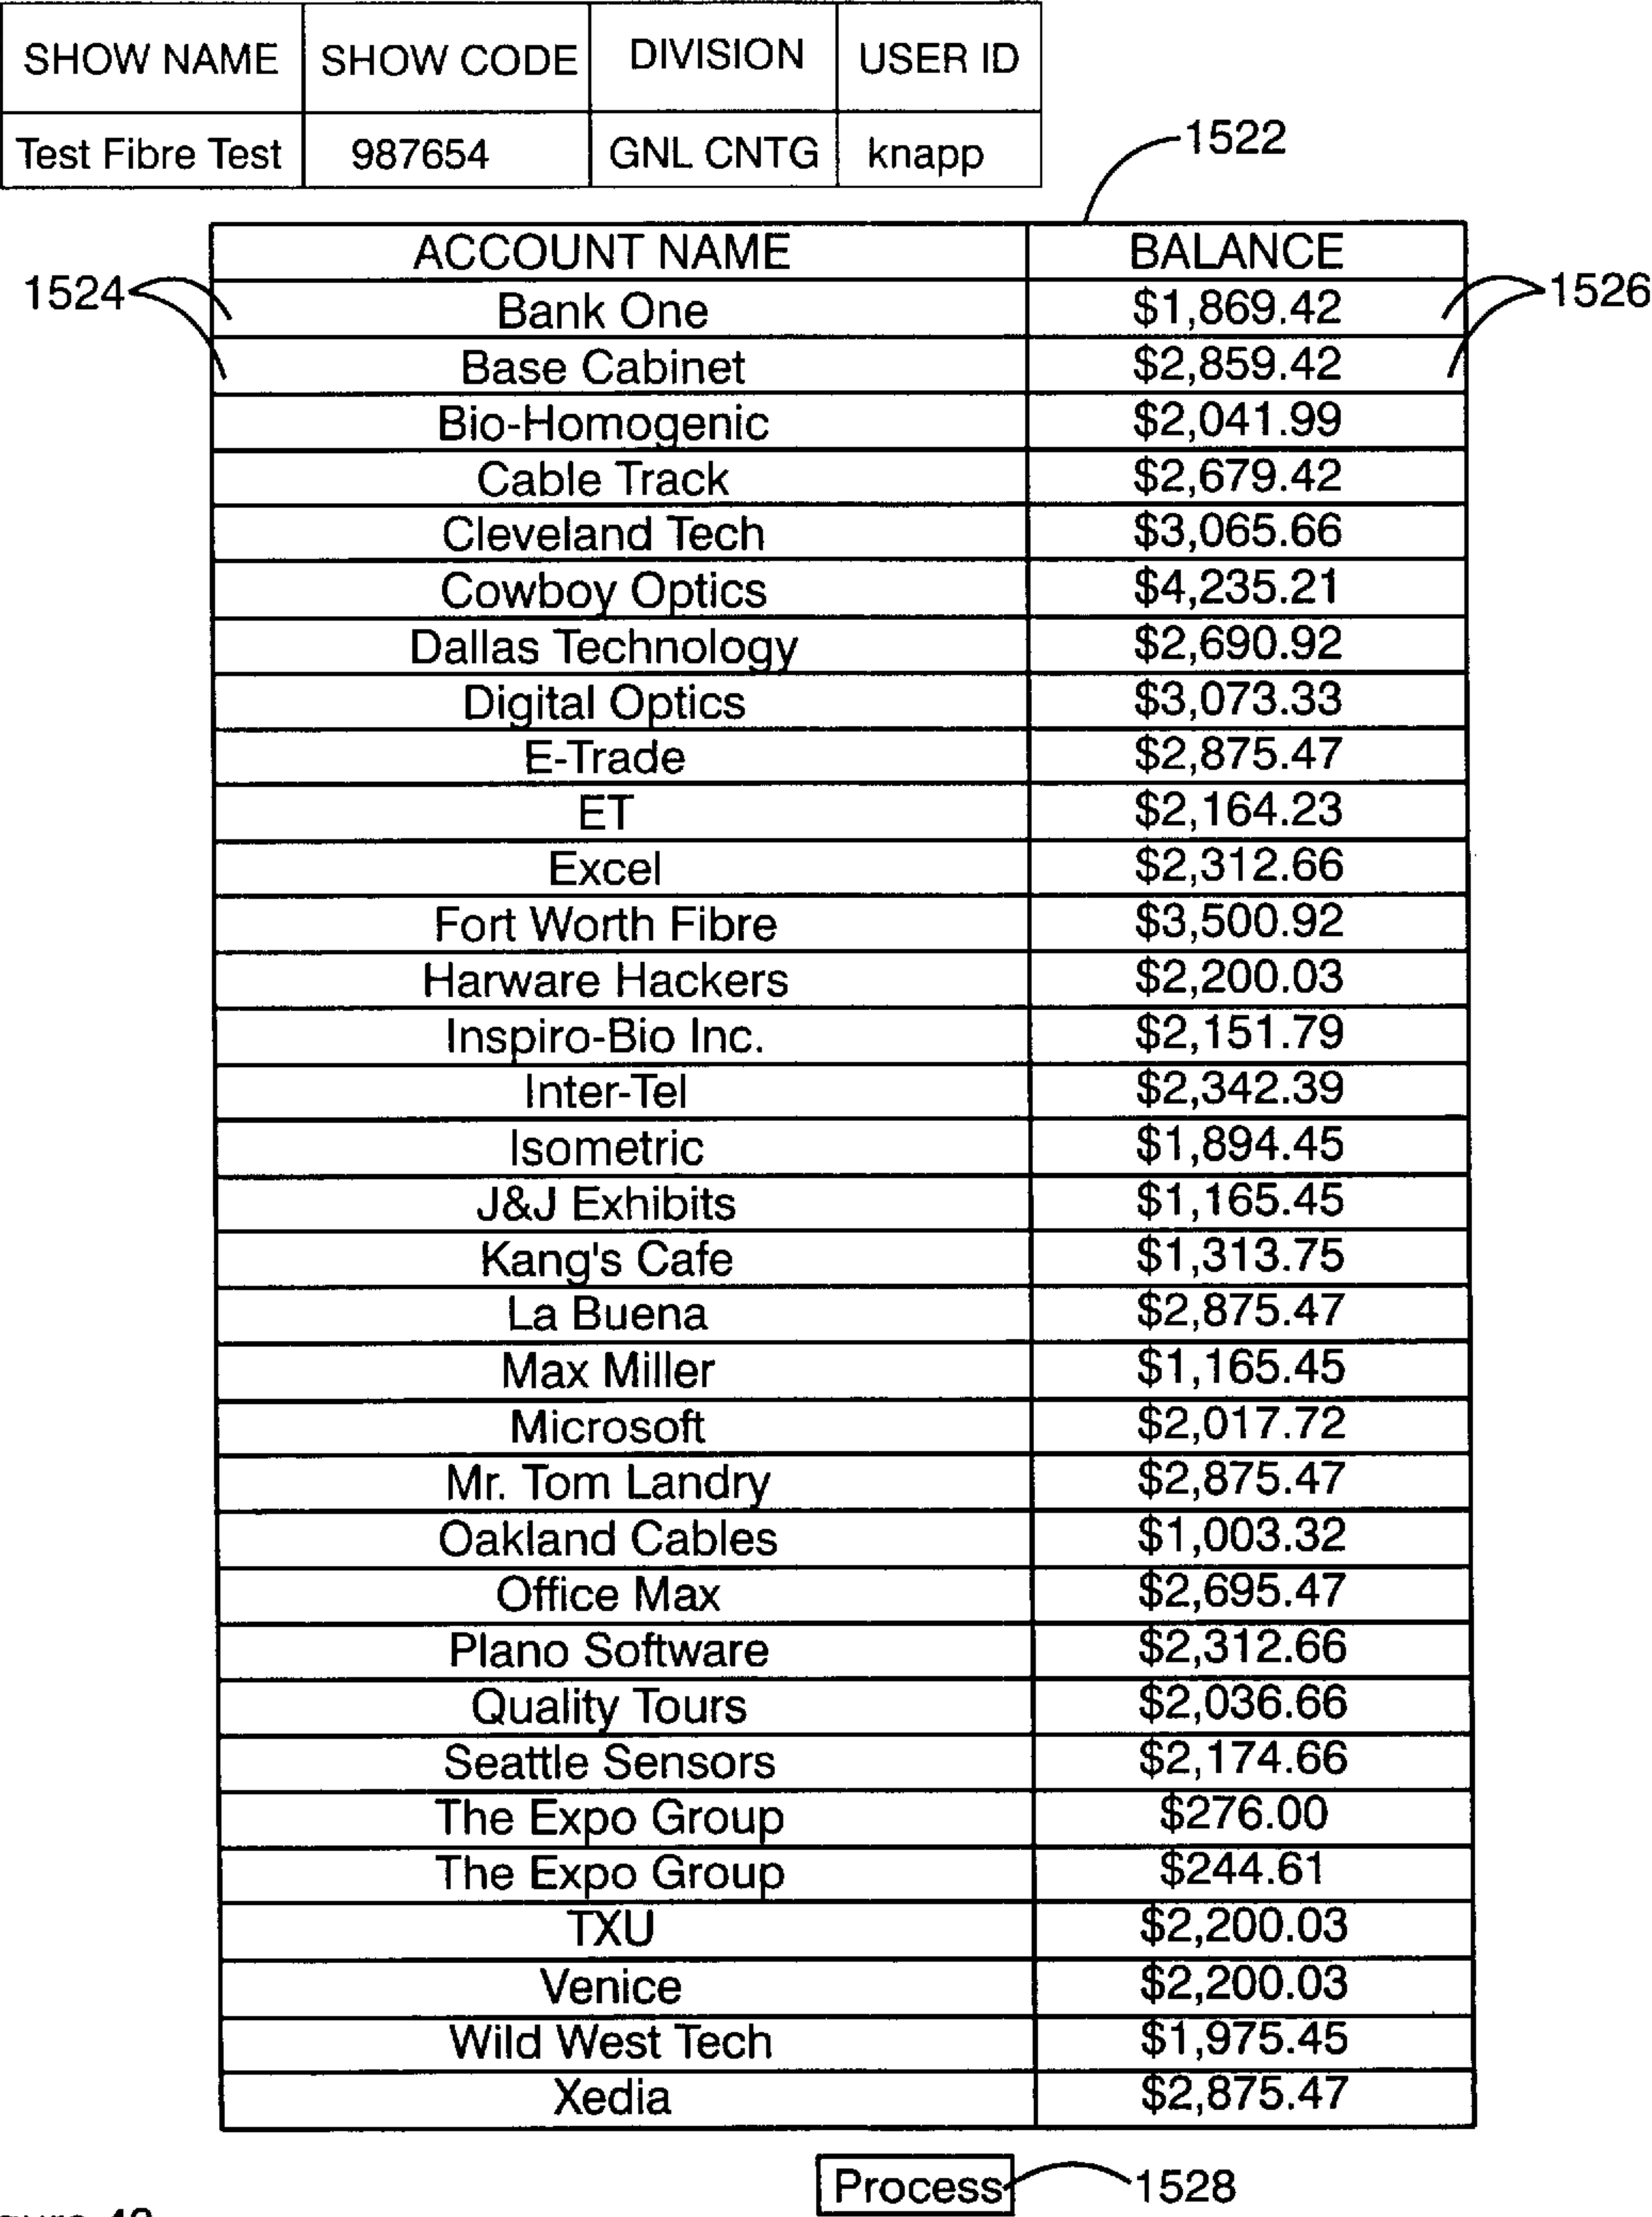 SHOW NAME SHOW CODE DIVISION USER ID
Test Fibre Test 987654 GNL CNTG knapp
1522
ACCOUNT NAME BALANCE
1524 1526
Bank One $1,869.42
Base Cabinet $2,859.42
Bio-Homogenic $2,041.99
Cable Track $2,679.42
Cleveland Tech $3,065.66
Cowboy Optics $4,235.21
Dallas Technology $2,690.92
Digital Optics $3,073.33
E-Trade $2,875.47
ET $2,164.23
Excel $2,312.66
Fort Worth Fibre $3,500.92
Harware Hackers $2,200.03
Inspiro-Bio Inc. $2,151.79
Inter-Tel $2,342.39
Isometric $1,894.45
J&J Exhibits $1,165.45
Kang's Cafe $1,313.75
La Buena $2,875.47
Max Miller $1,165.45
Microsoft $2,017.72
Mr. Tom Landry $2,875.47
Oakland Cables $1,003.32
Office Max $2,695.47
Plano Software $2,312.66
Quality Tours $2,036.66
Seattle Sensors $2,174.66
The Expo Group $276.00
The Expo Group $244.61
TXU $2,200.03
Venice $2,200.03
Wild West Tech $1,975.45
Xedia $2,875.47
Process 1528